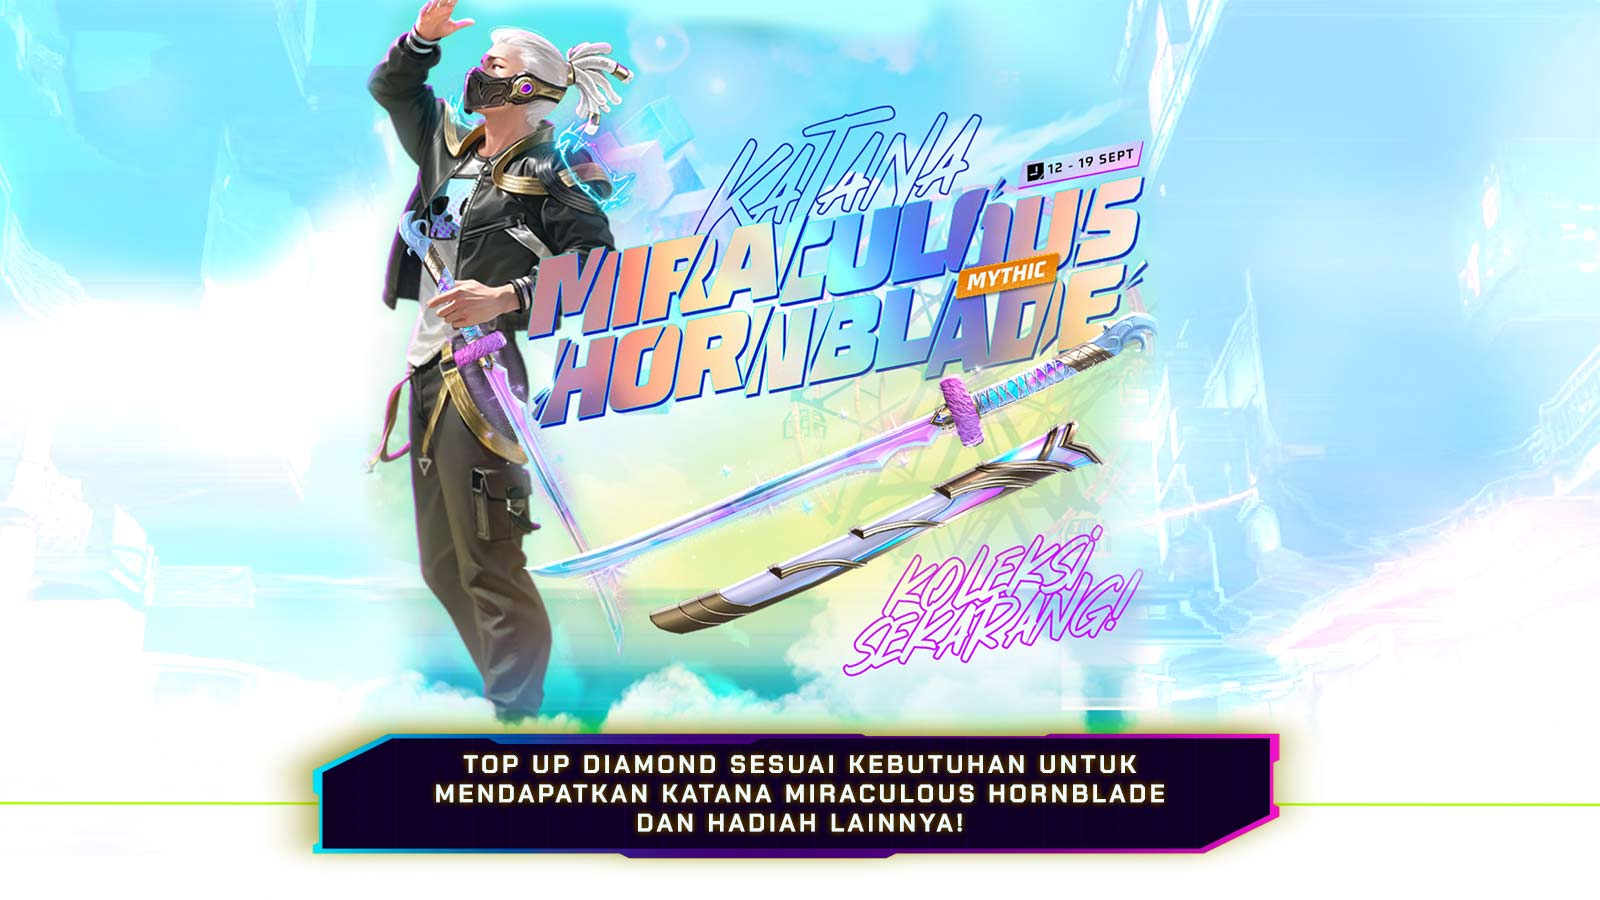 KATANA
12 - 19 SEPT
MIRACULOUS
MYTHIC
HORNBLADE
KOLEKSI
SEKARANG!
TOP UP DIAMOND SESUAI KEBUTUHAN UNTUK
MENDAPATKAN KATANA MIRACULOUS HORNBLADE
DAN HADIAH LAINNYA!